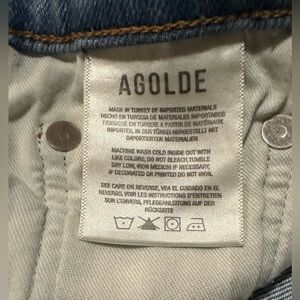 AGOLDE
MADE IN TURKEY OF IMPORTED MATERIALS
HECHO EN TURQUIA DE MATERIALES IMPORTADOS
FABRIQUÉ EN TURQUIE A PARTIR DE MATÉRIAUX
IMPORTÉS, IN DER TÜRKEI HERGESTELLT MIT
IMPORTIERTEN MATERIALIEN
MACHINE WASH COLD INSIDE OUT WITH
LIKE COLORS, DO NOT BLEACH, TUMBLE
DRY LOW, IRON MEDIUM IF NECESSARY,
IF DECORATED OR PRINTED DO NOT IRON.
SEE CARE ON REVERSE, VEA EL CUIDADO EN EL
REVERSO, VOIR LES INSTRUCTIONS D'ENTRETIEN
SUR L'ENVERS, PFLEGEANLEITUNG AUF DER
RÜCKSEITE